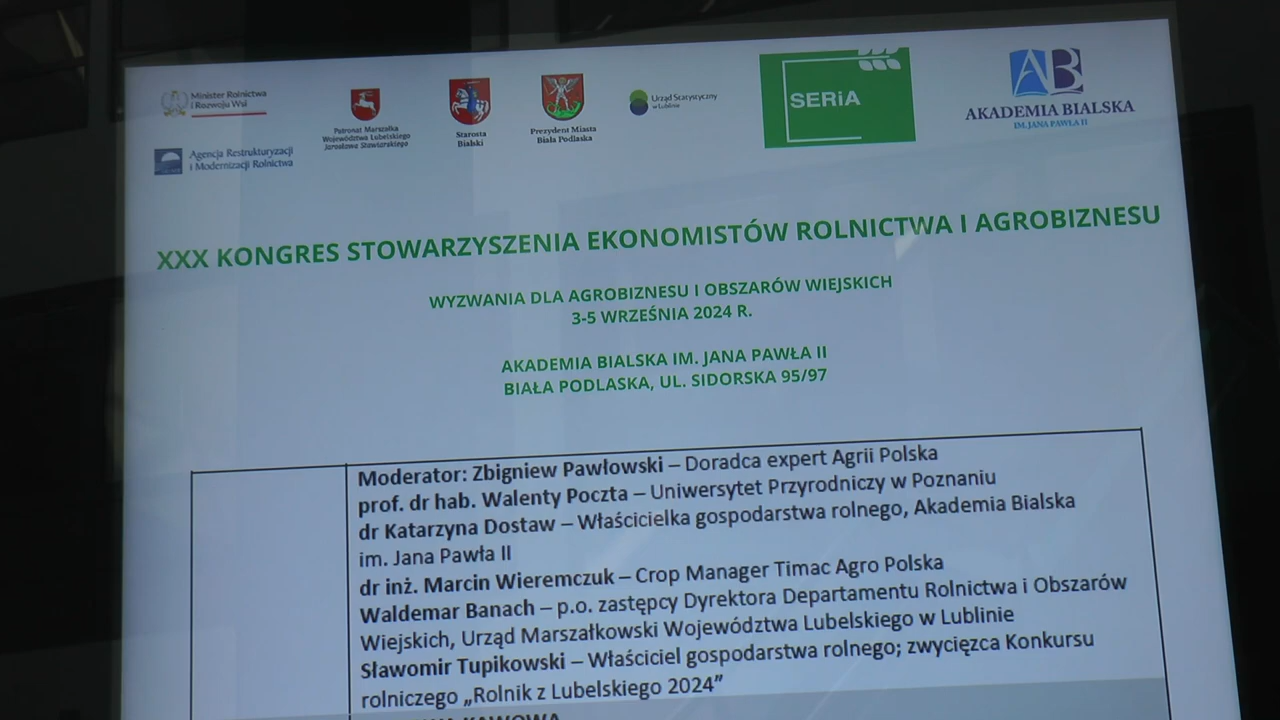 Minister Rolnictwa
i Rozwoju Wsi
Agencja Restrukturyzacji
i Modernizacji Rolnictwa
Patronat Marszałka
Województwa Lubelskiego
Jarosława Stawiarskiego
Starosta
Bialski
Prezydent Miasta
Biała Podlaska
Urząd Statystyczny
w Lublinie
SERiA
AB
AKADEMIA BIALSKA
IM. JANA PAWŁA II
XXX KONGRES STOWARZYSZENIA EKONOMISTÓW ROLNICTWA I AGROBIZNESU
WYZWANIA DLA AGROBIZNESU I OBSZARÓW WIEJSKICH
3-5 WRZEŚNIA 2024 R.
AKADEMIA BIALSKA IM. JANA PAWŁA II
BIAŁA PODLASKA, UL. SIDORSKA 95/97
Moderator: Zbigniew Pawłowski – Doradca expert Agrii Polska
prof. dr hab. Walenty Poczta – Uniwersytet Przyrodniczy w Poznaniu
dr Katarzyna Dostaw – Właścicielka gospodarstwa rolnego, Akademia Bialska
im. Jana Pawła II
dr inż. Marcin Wieremczuk – Crop Manager Timac Agro Polska
Waldemar Banach – p.o. zastępcy Dyrektora Departamentu Rolnictwa i Obszarów
Wiejskich, Urząd Marszałkowski Województwa Lubelskiego w Lublinie
Sławomir Tupikowski – Właściciel gospodarstwa rolnego; zwycięzca Konkursu
rolniczego „Rolnik z Lubelskiego 2024”
KAWOWA